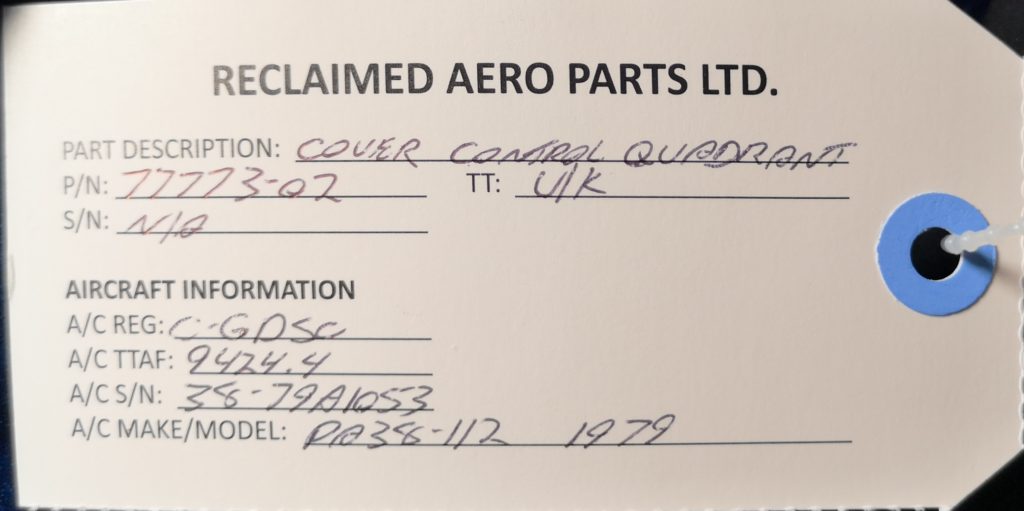 RECLAIMED AERO PARTS LTD.
PART DESCRIPTION: COVER CONTROL QUADRANT
P/N: 77773-02 TT: U/K
S/N: N/A
AIRCRAFT INFORMATION
A/C REG: C-GDSG
A/C TTAF: 9424.4
A/C S/N: 38-79A1053
A/C MAKE/MODEL: PA38-112 1979